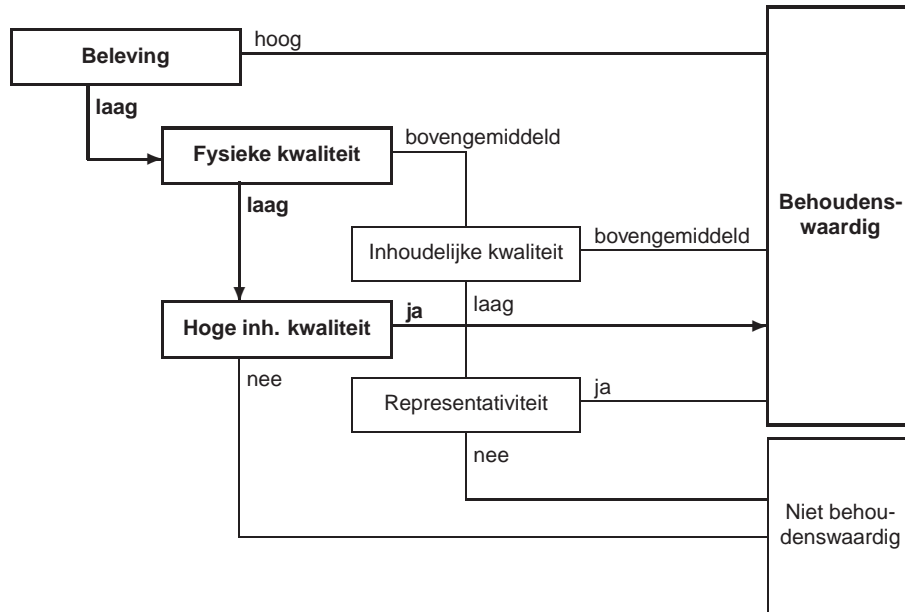 hoog
Beleving
laag
bovengemiddeld
Fysieke kwaliteit
laag
Behoudens-
waardig
bovengemiddeld
Inhoudelijke kwaliteit
laag
ja
Hoge inh. kwaliteit
nee
ja
Representativiteit
nee
Niet behou-
denswaardig